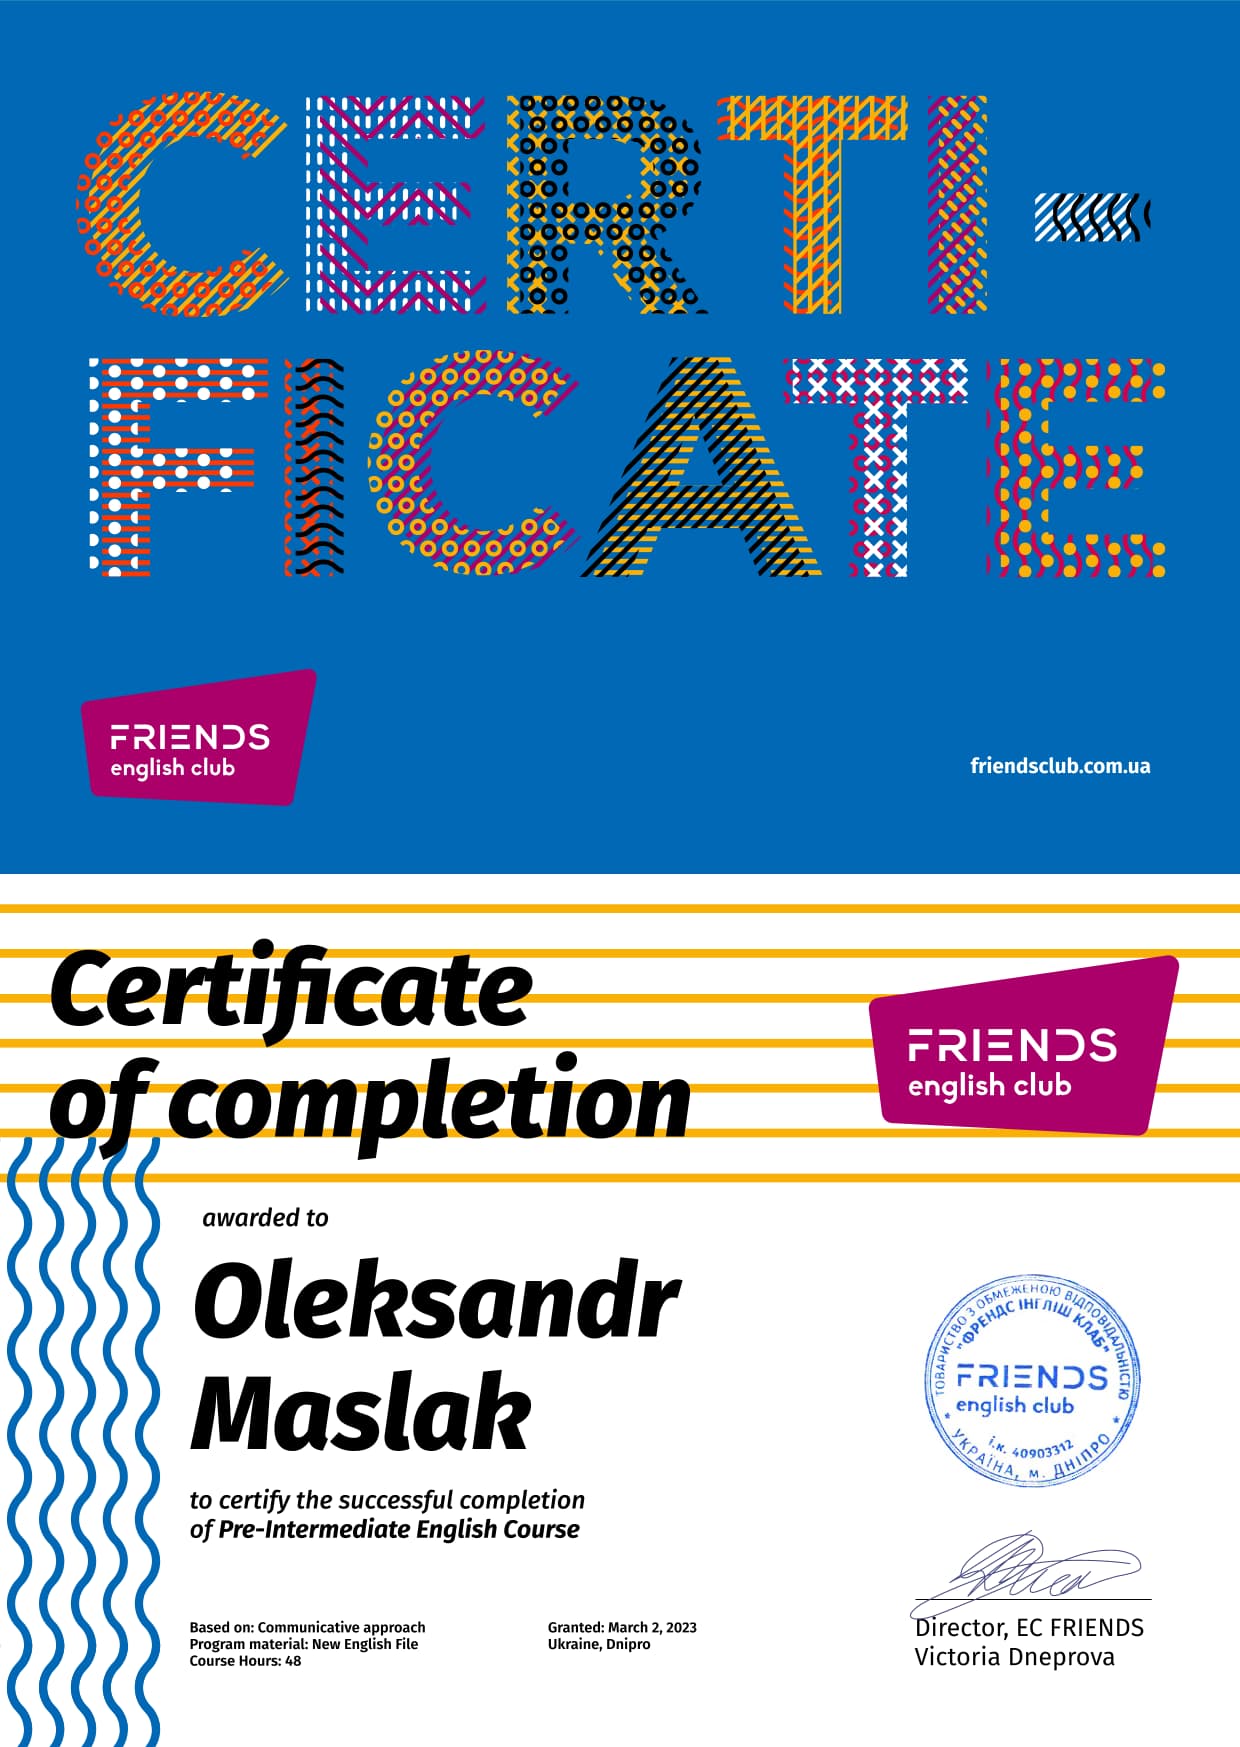 CERTI-
FICATE
FRIENDS
english club
friendsclub.com.ua
Certificate
of completion
FRIENDS
english club
awarded to
Oleksandr
Maslak
to certify the successful completion
of Pre-Intermediate English Course
ТОВАРИСТВО З ОБМЕЖЕНОЮ ВІДПОВІДАЛЬНІСТЮ
"ФРЕНДС ІНГЛІШ КЛАБ"
FRIENDS
english club
і.к. 40903312
* УКРАЇНА, м. ДНІПРО *
Based on: Communicative approach
Program material: New English File
Course Hours: 48
Granted: March 2, 2023
Ukraine, Dnipro
Director, EC FRIENDS
Victoria Dneprova